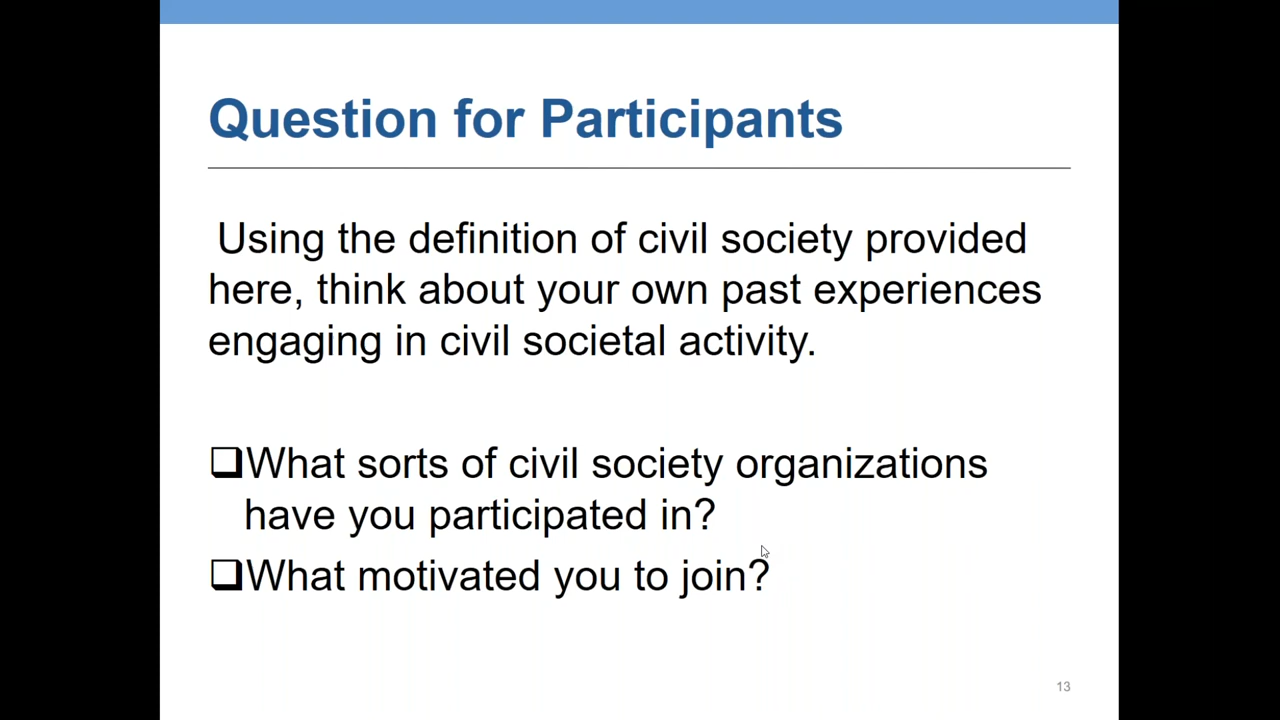 Question for Participants
Using the definition of civil society provided
here, think about your own past experiences
engaging in civil societal activity.
❑What sorts of civil society organizations
have you participated in?
❑What motivated you to join?
13